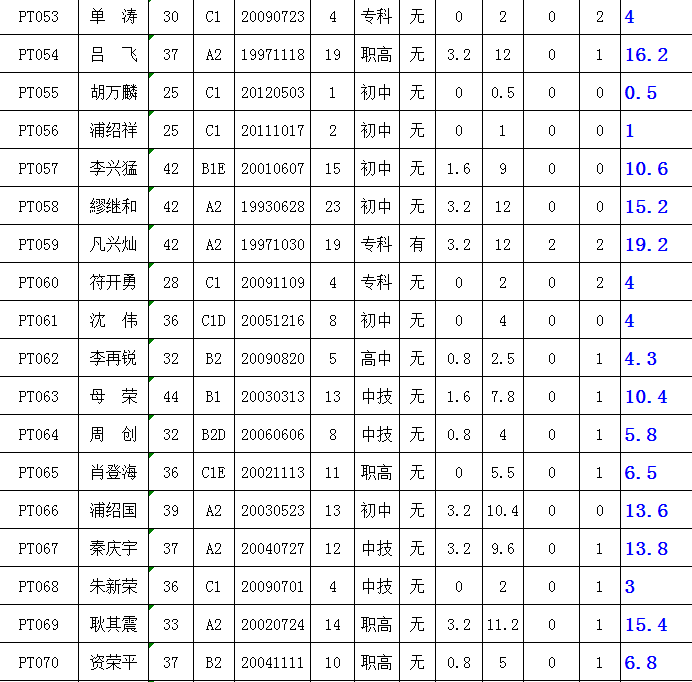 PT053 单 涛 30 C1 20090723 4 专科 无 0 2 0 2 4
PT054 吕 飞 37 A2 19971118 19 职高 无 3.2 12 0 1 16.2
PT055 胡万麟 25 C1 20120503 1 初中 无 0 0.5 0 0 0.5
PT056 浦绍祥 25 C1 20111017 2 初中 无 0 1 0 0 1
PT057 李兴猛 42 B1E 20010607 15 初中 无 1.6 9 0 0 10.6
PT058 繆继和 42 A2 19930628 23 初中 无 3.2 12 0 0 15.2
PT059 凡兴灿 42 A2 19971030 19 专科 有 3.2 12 2 2 19.2
PT060 符开勇 28 C1 20091109 4 专科 无 0 2 0 2 4
PT061 沈 伟 36 C1D 20051216 8 初中 无 0 4 0 0 4
PT062 李再锐 32 B2 20090820 5 高中 无 0.8 2.5 0 1 4.3
PT063 母 荣 44 B1 20030313 13 中技 无 1.6 7.8 0 1 10.4
PT064 周 创 32 B2D 20060606 8 中技 无 0.8 4 0 1 5.8
PT065 肖登海 36 C1E 20021113 11 职高 无 0 5.5 0 1 6.5
PT066 浦绍国 39 A2 20030523 13 初中 无 3.2 10.4 0 0 13.6
PT067 秦庆宇 37 A2 20040727 12 中技 无 3.2 9.6 0 1 13.8
PT068 朱新荣 36 C1 20090701 4 中技 无 0 2 0 1 3
PT069 耿其震 33 A2 20020724 14 职高 无 3.2 11.2 0 1 15.4
PT070 资荣平 37 B2 20041111 10 职高 无 0.8 5 0 1 6.8